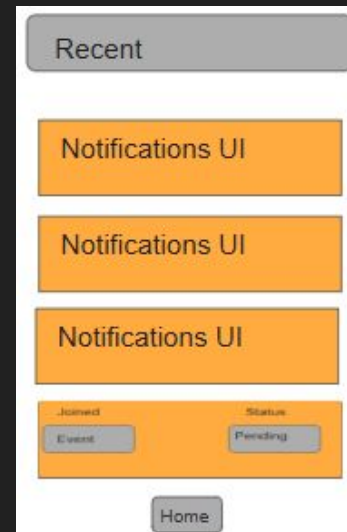 Recent
Notifications UI
Notifications UI
Notifications UI
Joined Status
Event Pending
Home